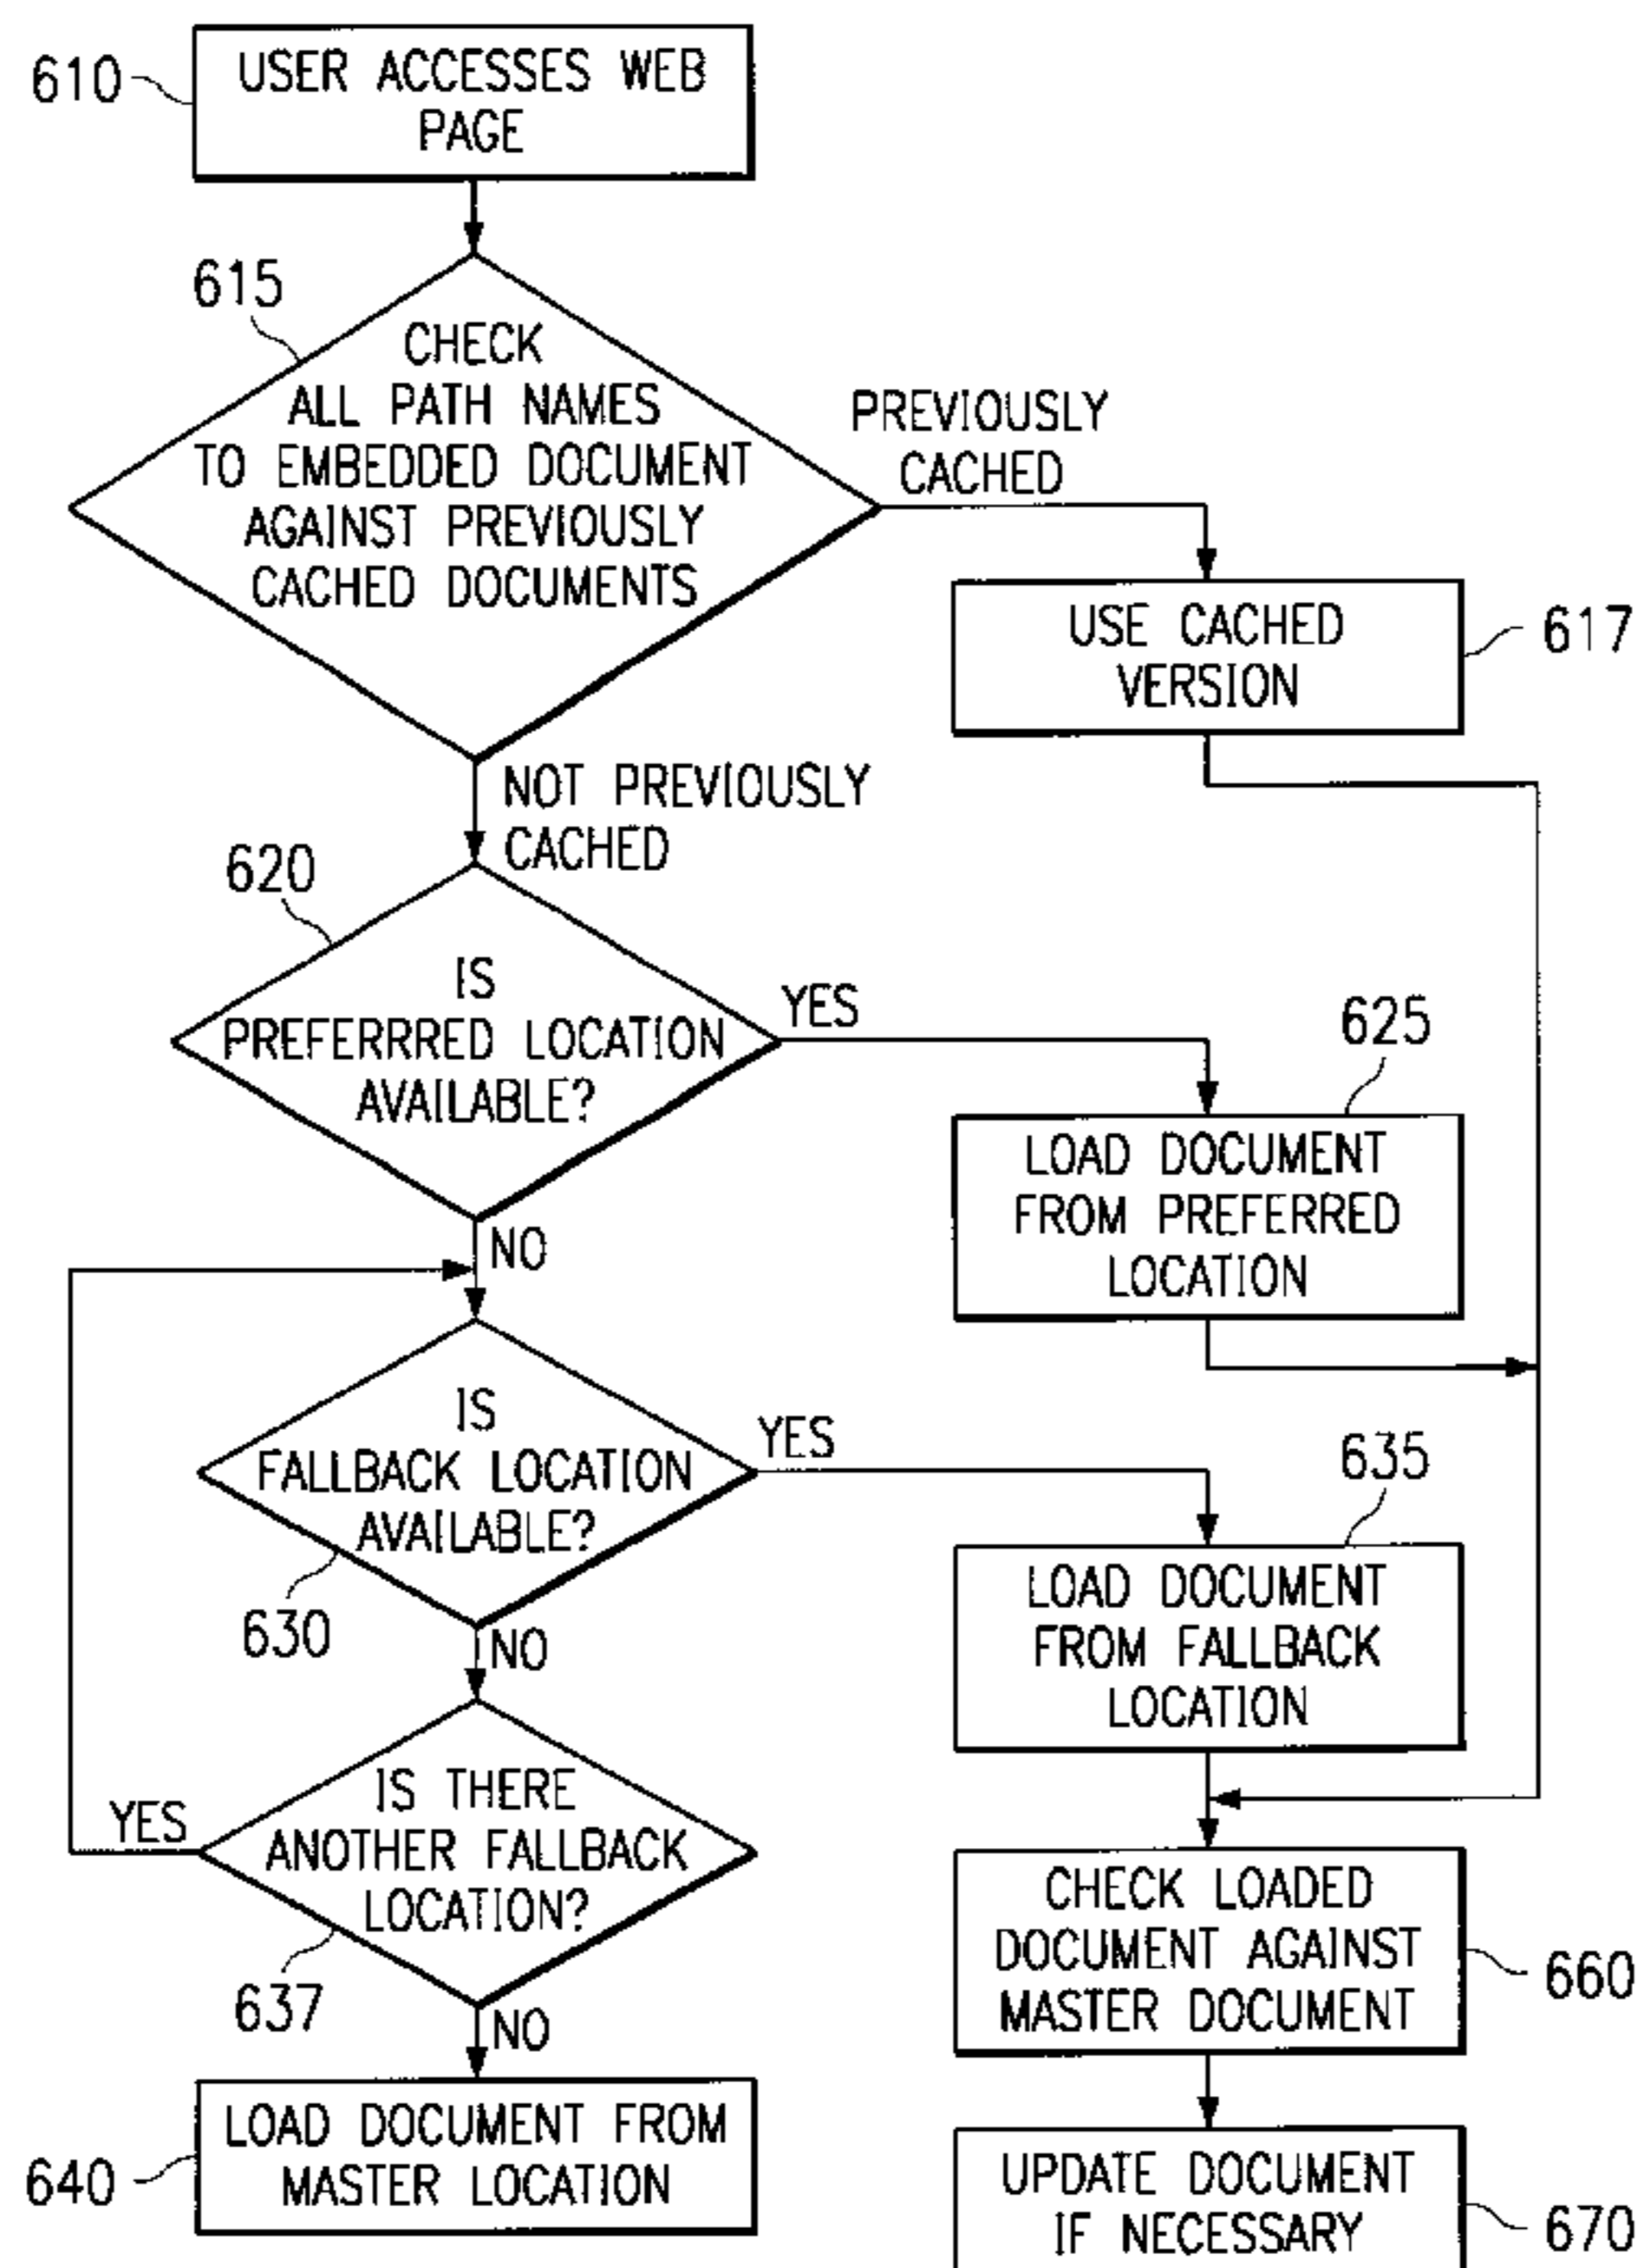 610
USER ACCESSES WEB
PAGE
615
CHECK
ALL PATH NAMES
TO EMBEDDED DOCUMENT
AGAINST PREVIOUSLY
CACHED DOCUMENTS
PREVIOUSLY
CACHED
USE CACHED
VERSION
617
NOT PREVIOUSLY
CACHED
620
IS
PREFERRRED LOCATION
AVAILABLE?
YES
625
LOAD DOCUMENT
FROM PREFERRED
LOCATION
NO
IS
FALLBACK LOCATION
AVAILABLE?
YES
630
635
LOAD DOCUMENT
FROM FALLBACK
LOCATION
NO
IS THERE
ANOTHER FALLBACK
LOCATION?
YES
637
NO
CHECK LOADED
DOCUMENT AGAINST
MASTER DOCUMENT
660
640
LOAD DOCUMENT FROM
MASTER LOCATION
UPDATE DOCUMENT
IF NECESSARY
670